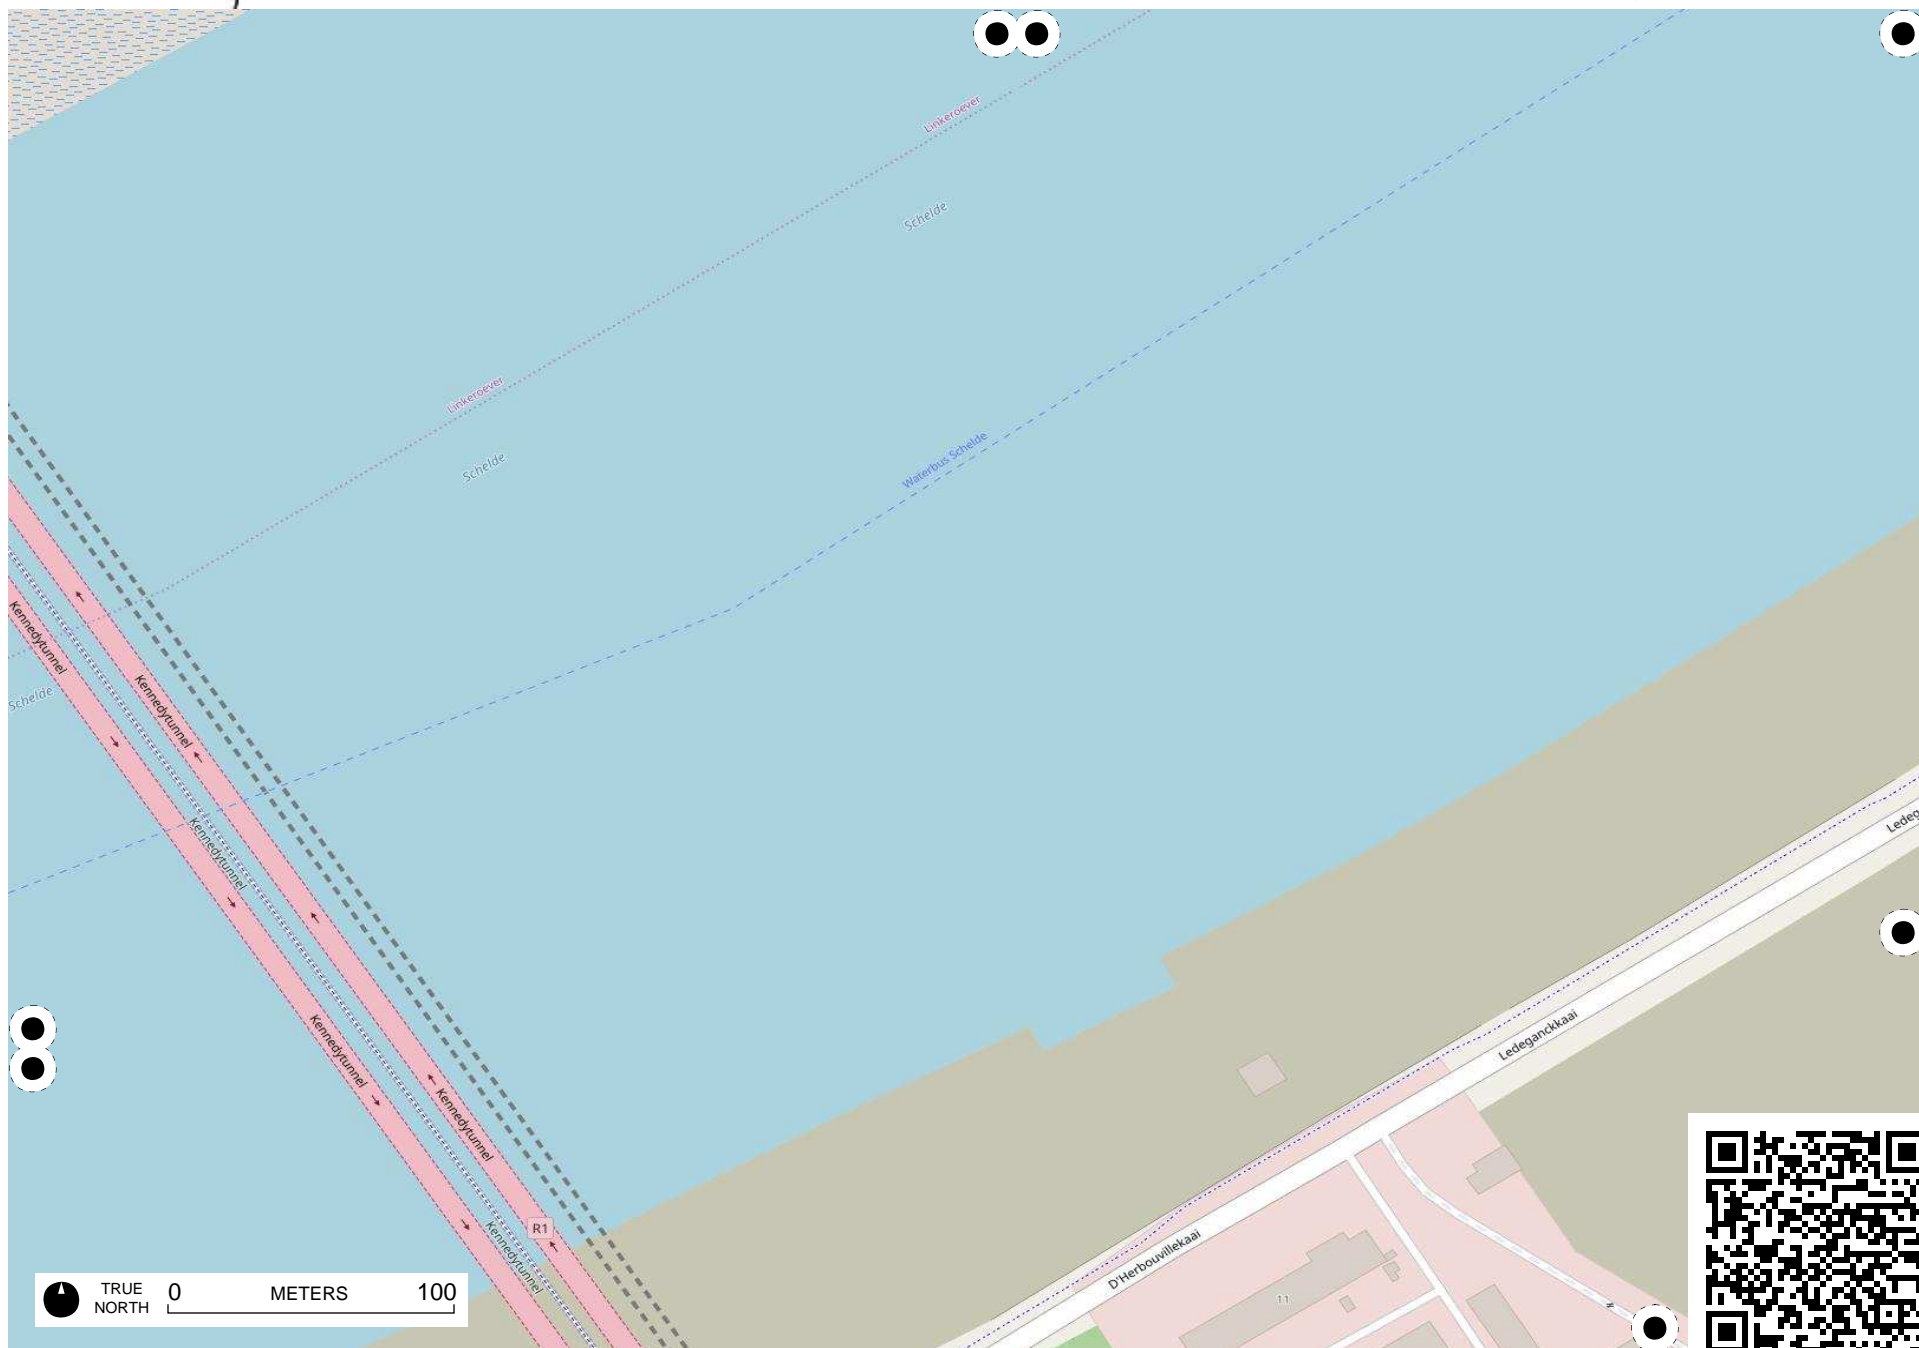 Linkeroever
Schelde
Linkeroever
Waterbus Schelde
Schelde
Kennedytunnel
Kennedytunnel
Schelde
Ledeg
Kennedytunnel
Ledeganckkaai
Kennedytunnel
Kennedytunnel
R1
Kennedytunnel
D'Herbouvillekaai
11
TRUE
NORTH
0 METERS 100